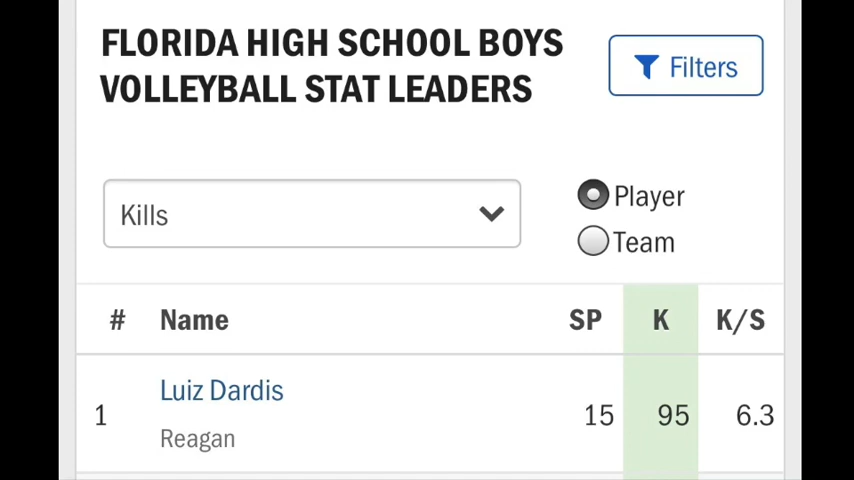 FLORIDA HIGH SCHOOL BOYS
VOLLEYBALL STAT LEADERS
Filters
Kills
Player
Team
# Name SP K K/S
Luiz Dardis
1 15 95 6.3
Reagan